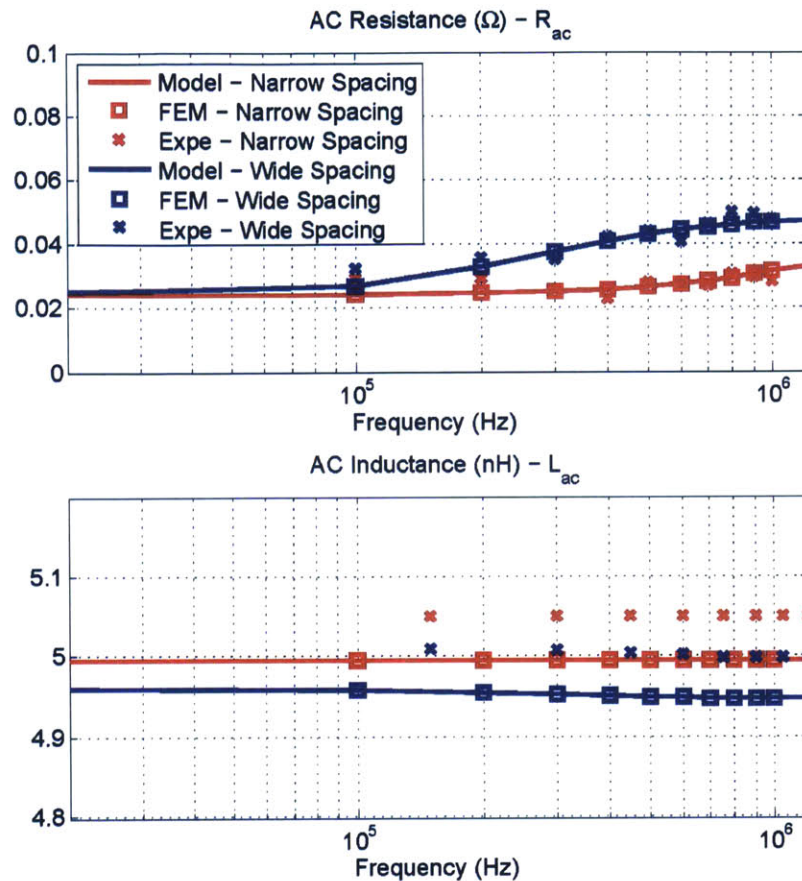 AC Resistance (Ω) − R_ac
0.1
0.08
0.06
0.04
0.02
0
Model − Narrow Spacing
FEM − Narrow Spacing
Expe − Narrow Spacing
Model − Wide Spacing
FEM − Wide Spacing
Expe − Wide Spacing
10^5
10^6
Frequency (Hz)
AC Inductance (nH) − L_ac
5.1
5
4.9
4.8
10^5
10^6
Frequency (Hz)